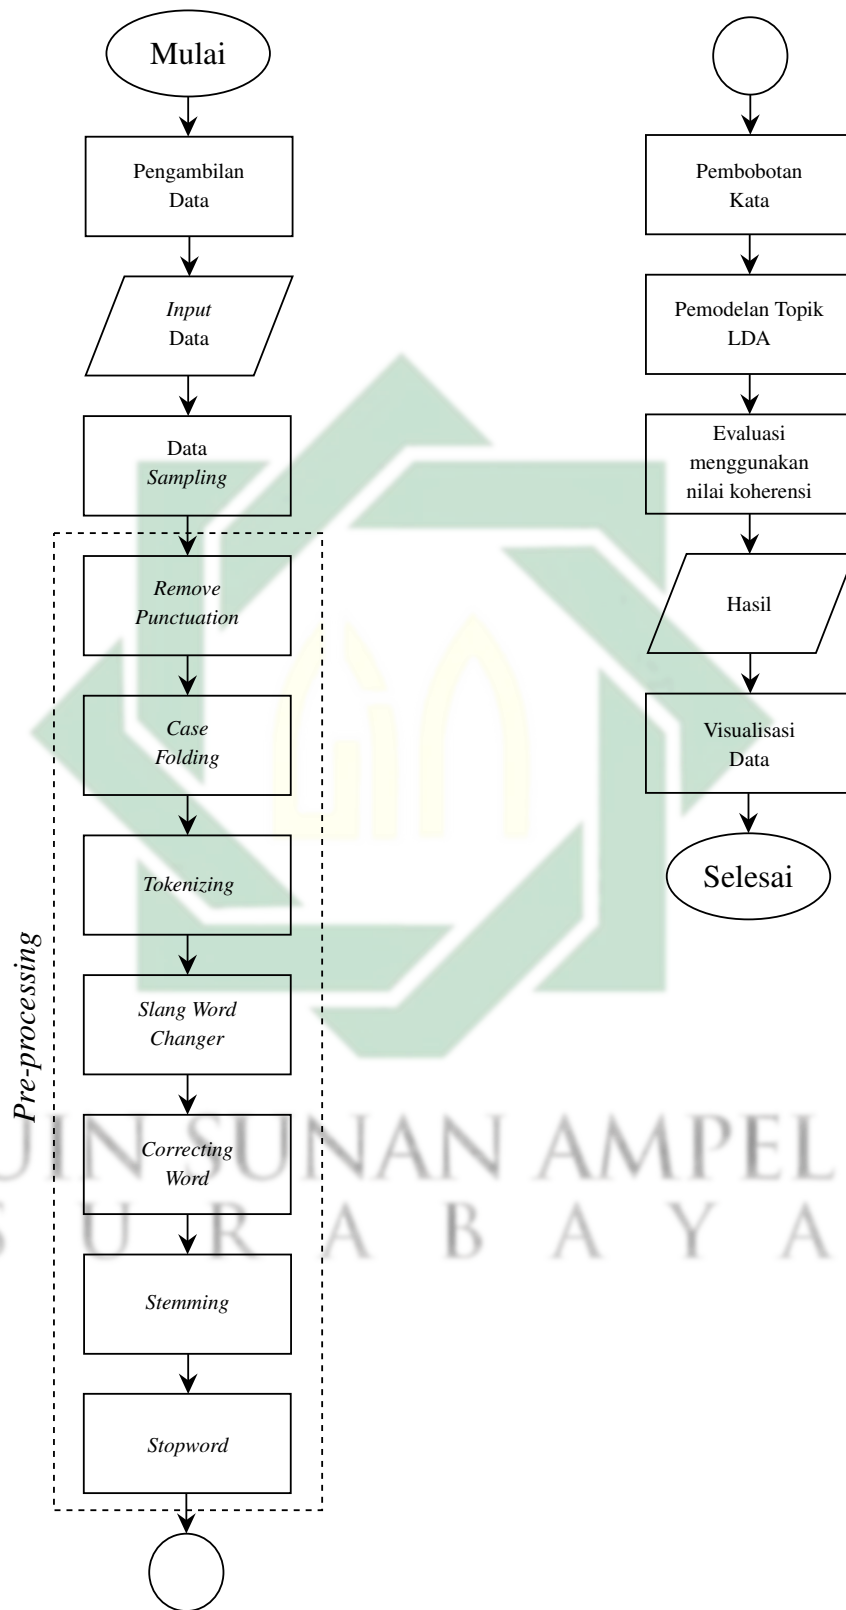 Mulai
Pengambilan
Data
Input
Data
Data
Sampling
Remove
Punctuation
Case
Folding
Tokenizing
Slang Word
Changer
Correcting
Word
Stemming
Stopword
Pre-processing
Pembobotan
Kata
Pemodelan Topik
LDA
Evaluasi
menggunakan
nilai koherensi
Hasil
Visualisasi
Data
Selesai
UIN SUNAN AMPEL
S U R A B A Y A